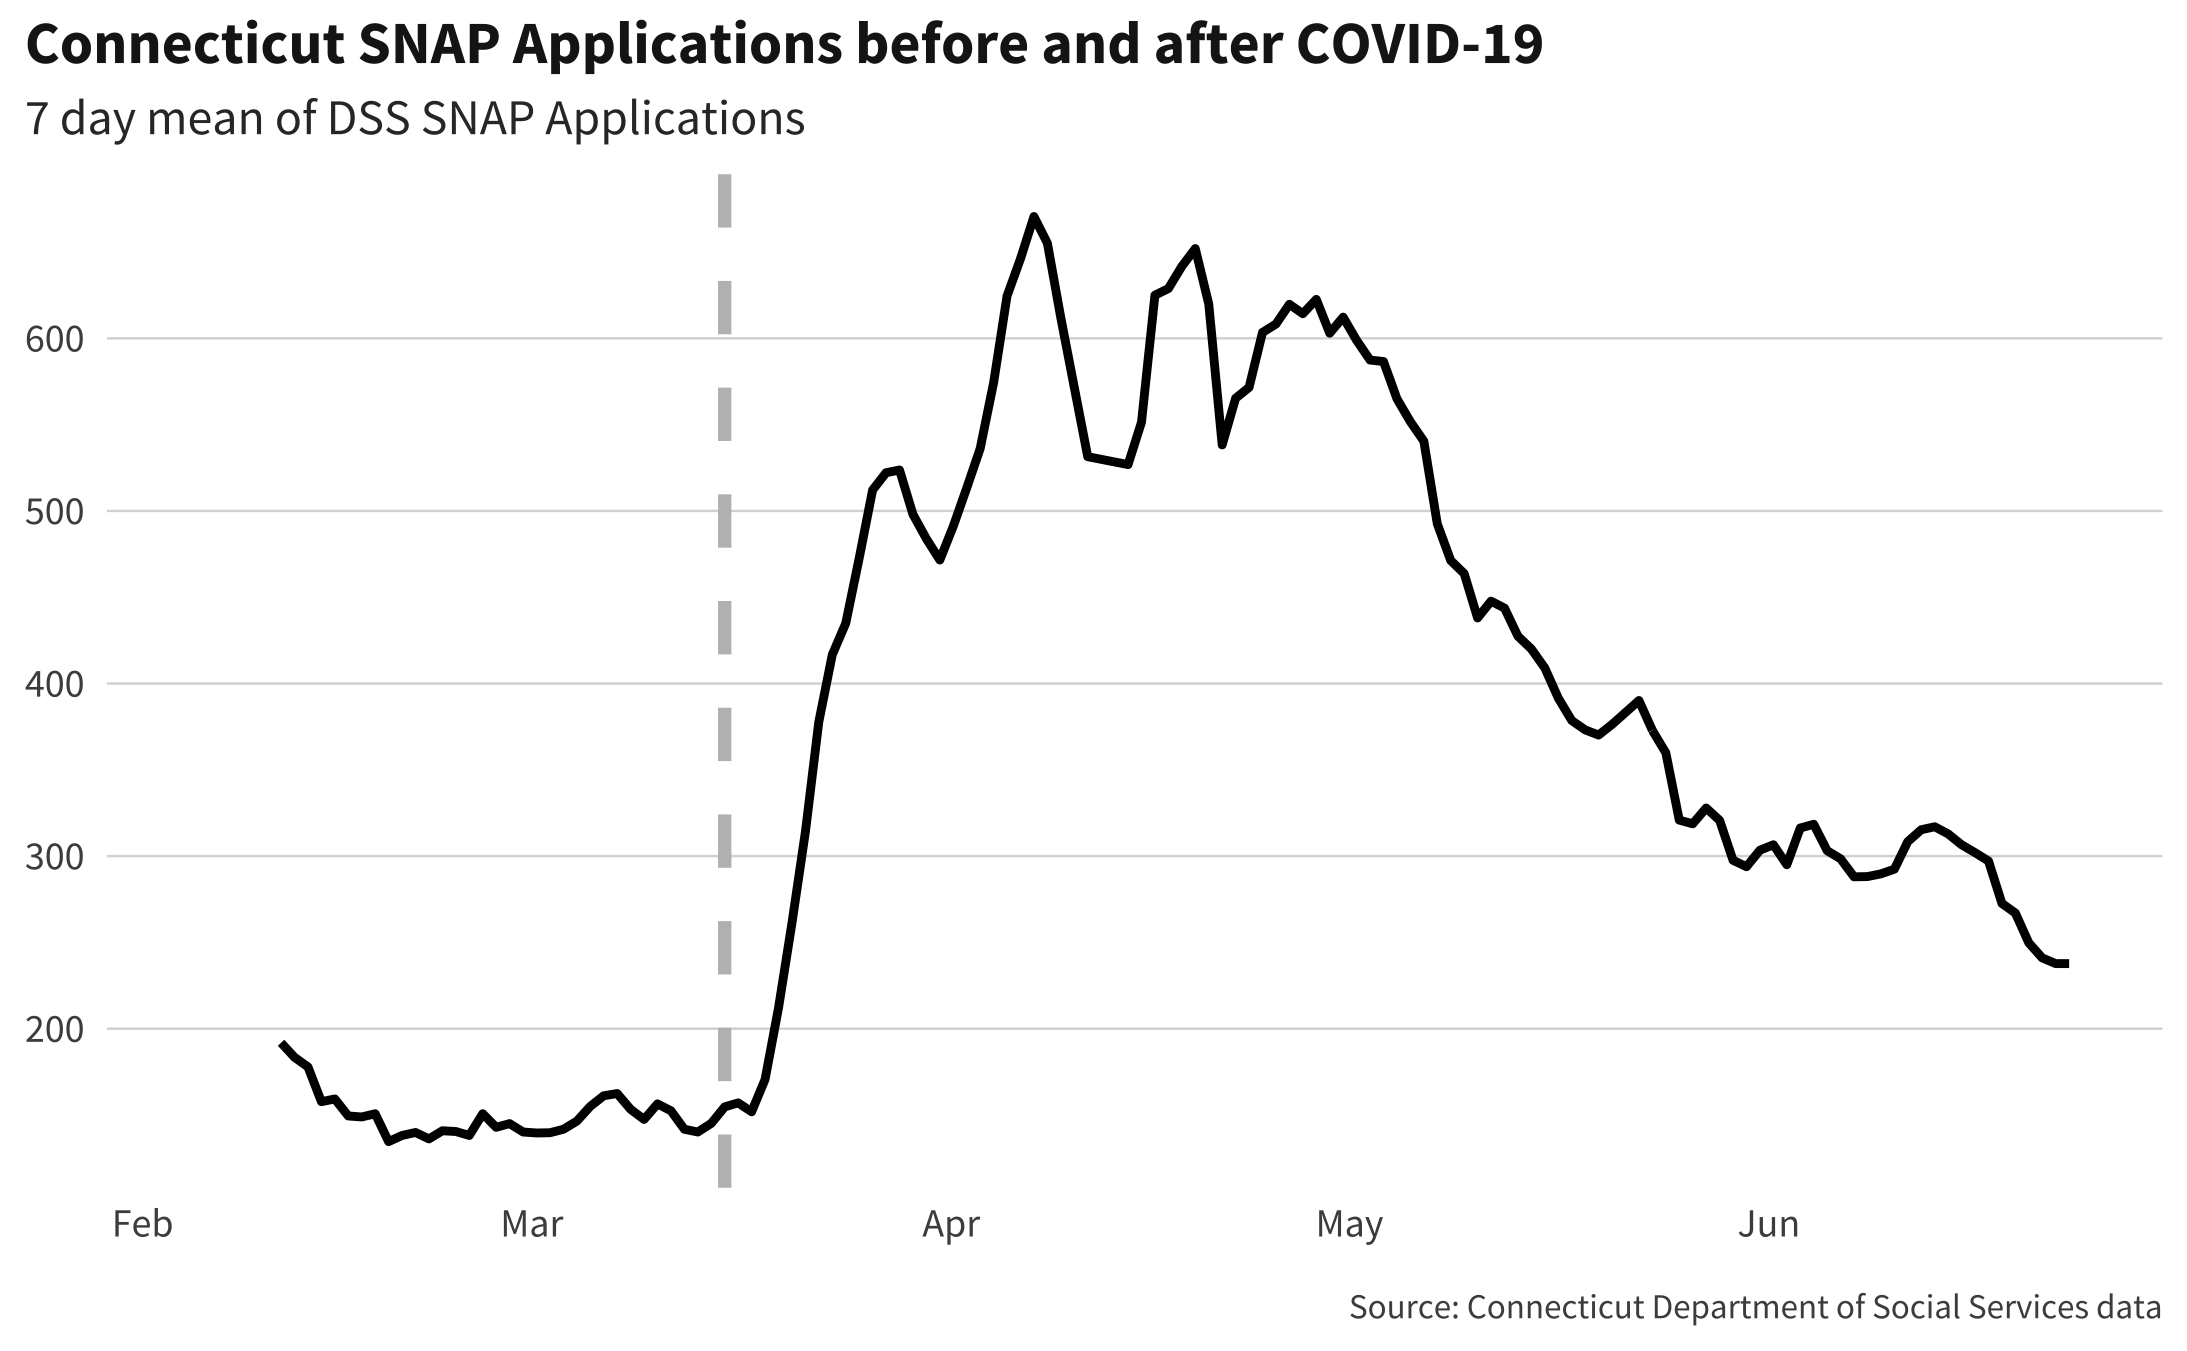 Connecticut SNAP Applications before and after COVID-19
7 day mean of DSS SNAP Applications
600
500
400
300
200
Feb Mar Apr May Jun
Source: Connecticut Department of Social Services data